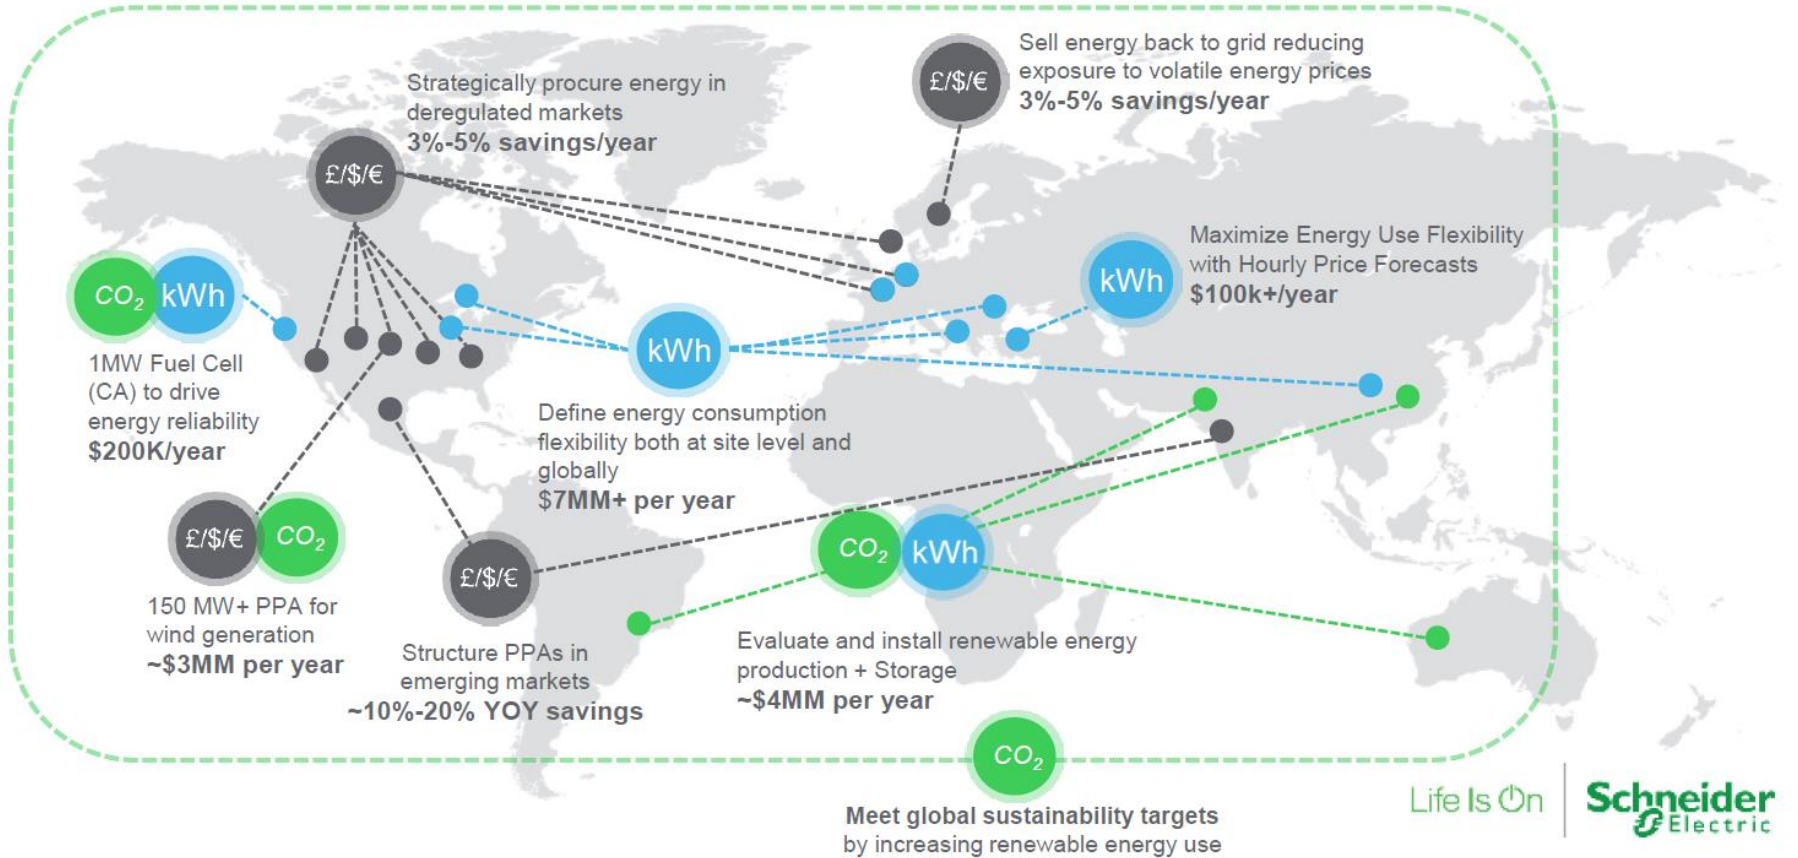 Sell energy back to grid reducing
exposure to volatile energy prices
3%-5% savings/year
£/$/€
Strategically procure energy in
deregulated markets
3%-5% savings/year
£/$/€
Maximize Energy Use Flexibility
with Hourly Price Forecasts
$100k+/year
kWh
CO2 kWh
1MW Fuel Cell
(CA) to drive
energy reliability
$200K/year
kWh
Define energy consumption
flexibility both at site level and
globally
$7MM+ per year
£/$/€ CO2
150 MW+ PPA for
wind generation
~$3MM per year
£/$/€
Structure PPAs in
emerging markets
~10%-20% YOY savings
CO2 kWh
Evaluate and install renewable energy
production + Storage
~$4MM per year
CO2
Meet global sustainability targets
by increasing renewable energy use
Life Is On
Schneider
Electric